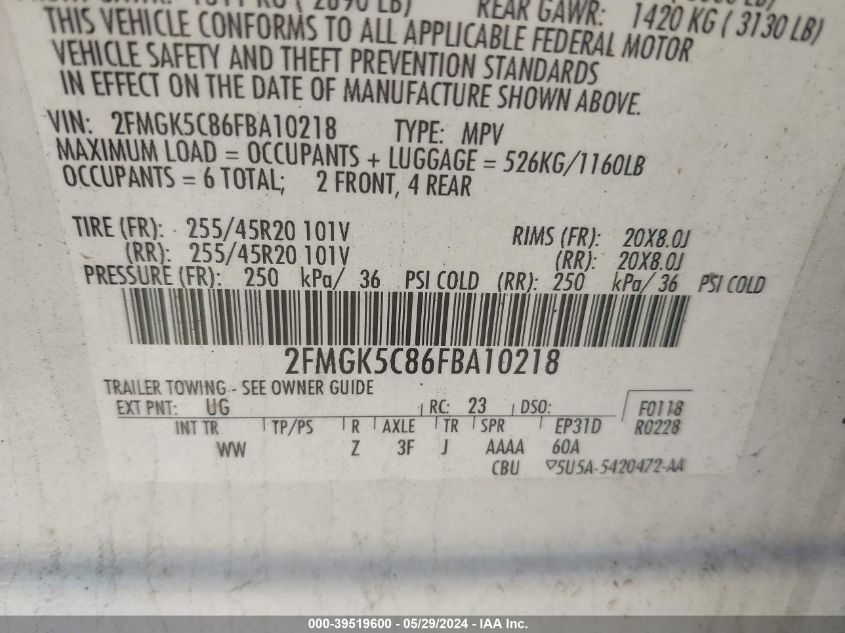 REAR GAWR: 1420 KG ( 3130 LB)
THIS VEHICLE CONFORMS TO ALL APPLICABLE FEDERAL MOTOR
VEHICLE SAFETY AND THEFT PREVENTION STANDARDS
IN EFFECT ON THE DATE OF MANUFACTURE SHOWN ABOVE.
VIN: 2FMGK5C86FBA10218 TYPE: MPV
MAXIMUM LOAD = OCCUPANTS + LUGGAGE = 526KG/1160LB
OCCUPANTS = 6 TOTAL; 2 FRONT, 4 REAR
TIRE (FR): 255/45R20 101V RIMS (FR): 20X8.0J
(RR): 255/45R20 101V (RR): 20X8.0J
PRESSURE (FR): 250 kPa/ 36 PSI COLD (RR): 250 kPa/ 36 PSI COLD
2FMGK5C86FBA10218
TRAILER TOWING - SEE OWNER GUIDE
EXT PNT: UG RC: 23 DSO: F0118
INT TR TP/PS R AXLE TR SPR EP31D R0228
WW Z 3F J AAAA 60A
CBU 5U5A-5420472-AA
000-39519600 - 05/29/2024 - IAA Inc.